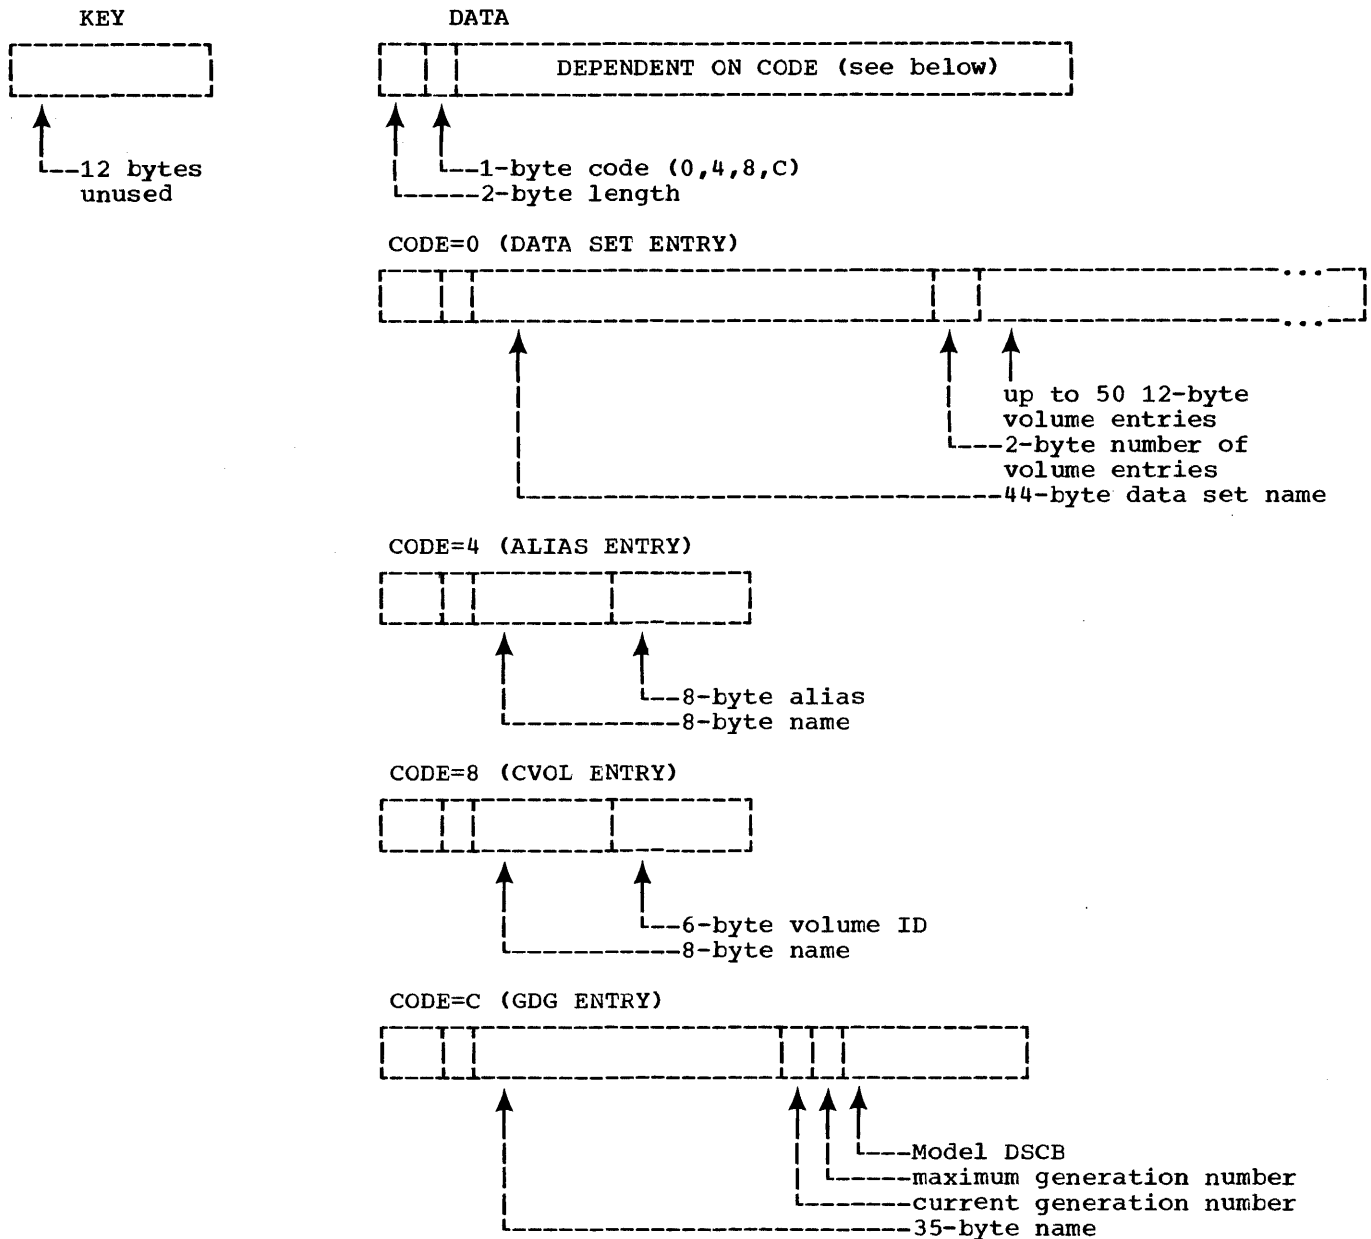 KEY
DATA
DEPENDENT ON CODE (see below)
12 bytes
unused
1-byte code (0,4,8,C)
2-byte length
CODE=0 (DATA SET ENTRY)
...
...
up to 50 12-byte
volume entries
2-byte number of
volume entries
44-byte data set name
CODE=4 (ALIAS ENTRY)
8-byte alias
8-byte name
CODE=8 (CVOL ENTRY)
6-byte volume ID
8-byte name
CODE=C (GDG ENTRY)
Model DSCB
maximum generation number
current generation number
35-byte name